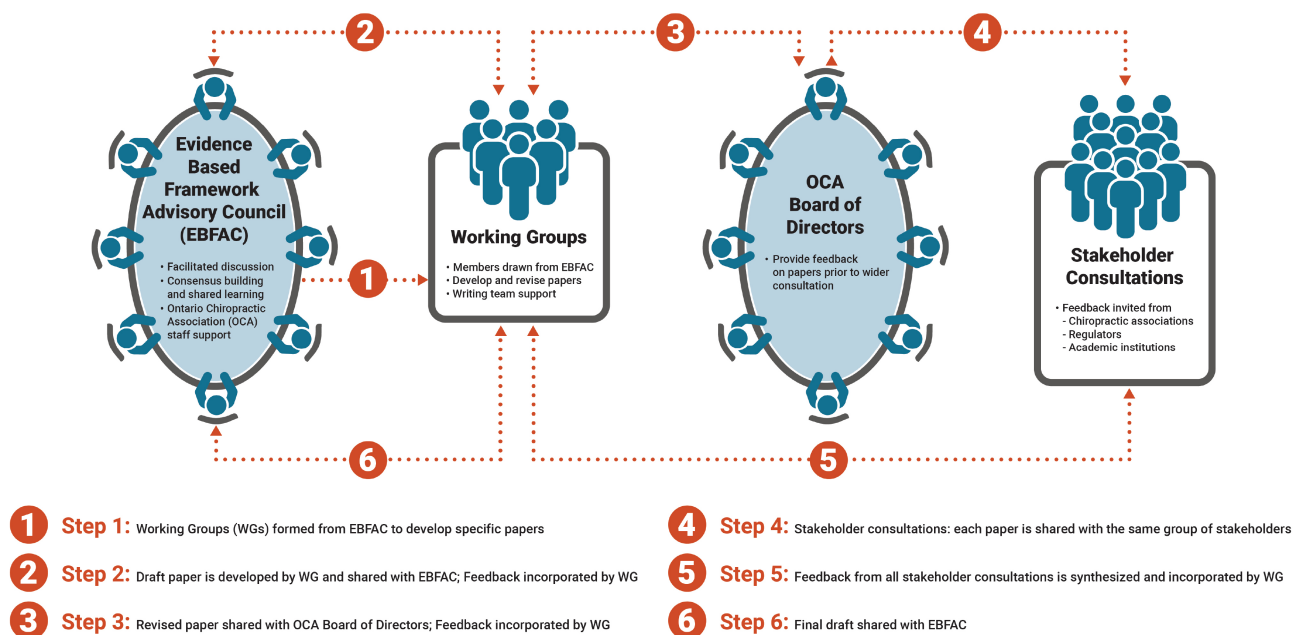 2
3
4
Evidence
Based
Framework
Advisory Council
(EBFAC)
• Facilitated discussion
• Consensus building
and shared learning
• Ontario Chiropractic
Association (OCA)
staff support
1
Working Groups
• Members drawn from EBFAC
• Develop and revise papers
• Writing team support
OCA
Board of
Directors
• Provide feedback
on papers prior to wider
consultation
Stakeholder
Consultations
• Feedback invited from
- Chiropractic associations
- Regulators
- Academic institutions
6
5
1 Step 1: Working Groups (WGs) formed from EBFAC to develop specific papers
2 Step 2: Draft paper is developed by WG and shared with EBFAC; Feedback incorporated by WG
3 Step 3: Revised paper shared with OCA Board of Directors; Feedback incorporated by WG
4 Step 4: Stakeholder consultations: each paper is shared with the same group of stakeholders
5 Step 5: Feedback from all stakeholder consultations is synthesized and incorporated by WG
6 Step 6: Final draft shared with EBFAC